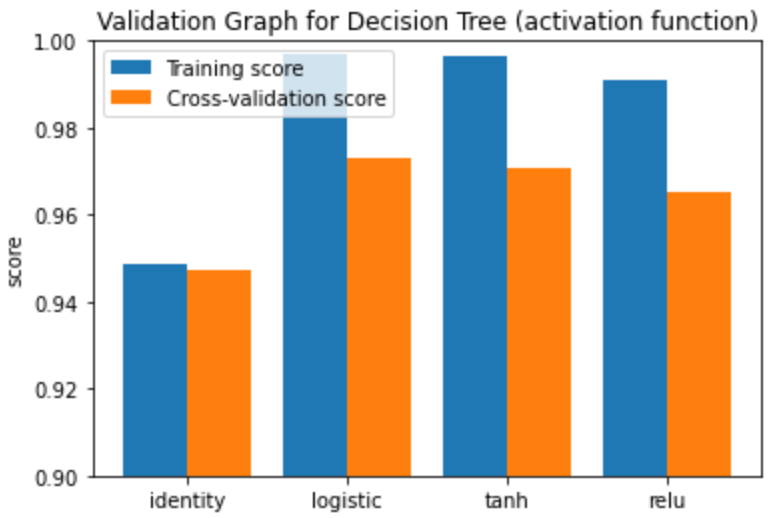 Validation Graph for Decision Tree (activation function)
1.00
Training score
Cross-validation score
0.98
0.96
score
0.94
0.92
0.90
identity logistic tanh relu